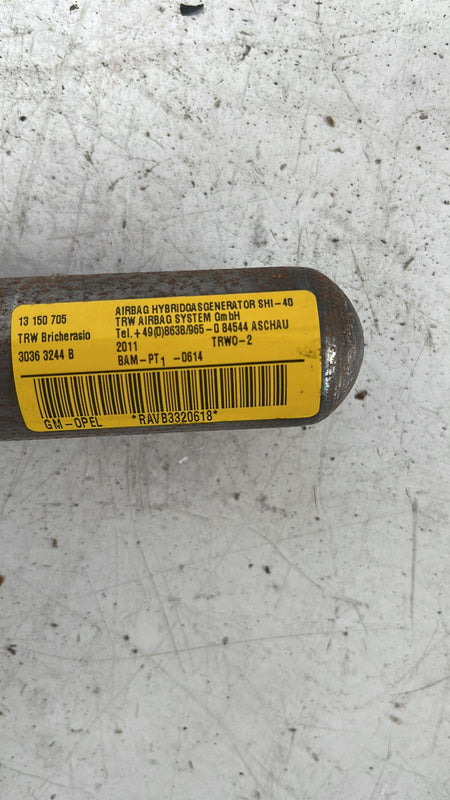 13 150 705
TRW Bricherasio
3036 3244 B
AIRBAG HYBRIDGASGENERATOR SHI-40
TRW AIRBAG SYSTEM GmbH
Tel.+49(0)8638/965-0 84544 ASCHAU
2011 TRWO-2
BAM-PT1 -0614
GM-OPEL *RAVB3320618*